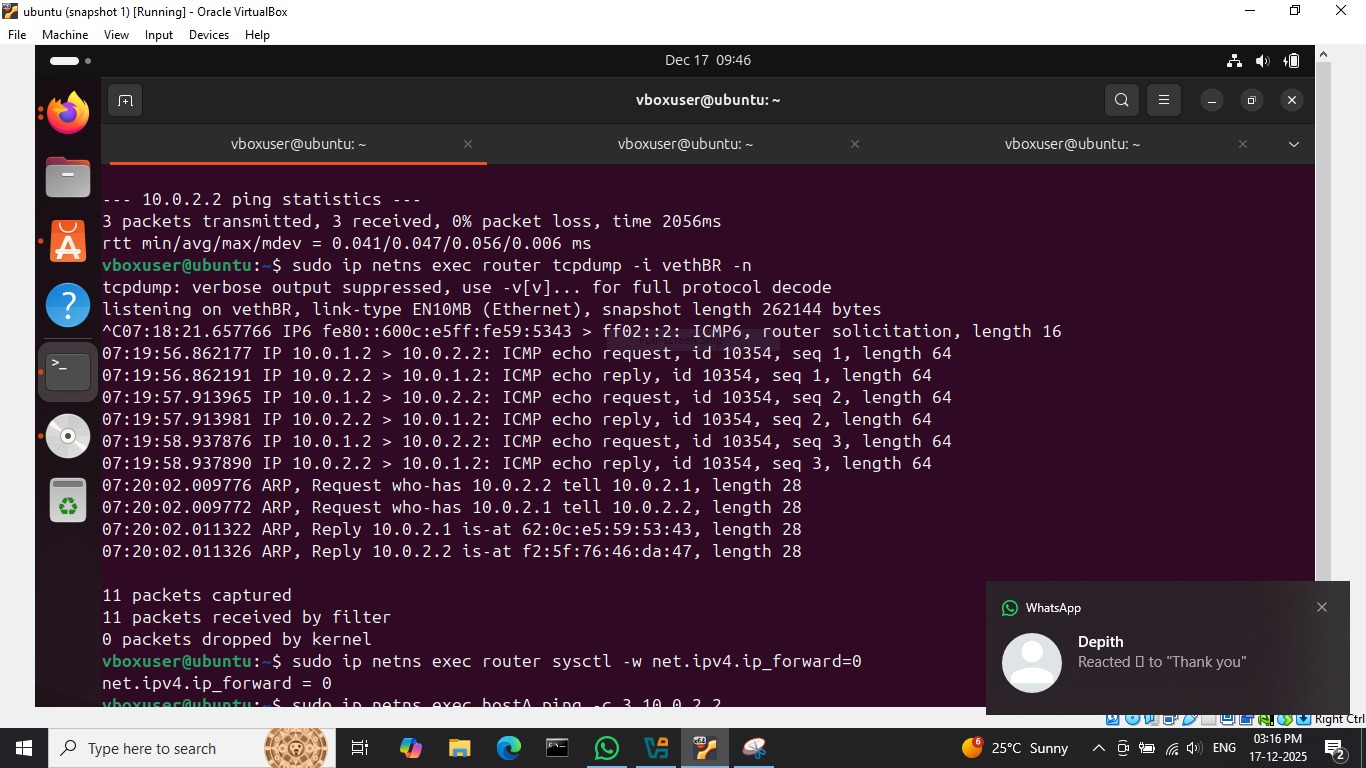 ubuntu (snapshot 1) [Running] - Oracle VirtualBox
File Machine View Input Devices Help
Dec 17 09:46
vboxuser@ubuntu: ~
vboxuser@ubuntu: ~
vboxuser@ubuntu: ~
vboxuser@ubuntu: ~
--- 10.0.2.2 ping statistics ---
3 packets transmitted, 3 received, 0% packet loss, time 2056ms
rtt min/avg/max/mdev = 0.041/0.047/0.056/0.006 ms
vboxuser@ubuntu:~$ sudo ip netns exec router tcpdump -i vethBR -n
tcpdump: verbose output suppressed, use -v[v]... for full protocol decode
listening on vethBR, link-type EN10MB (Ethernet), snapshot length 262144 bytes
^C07:18:21.657766 IP6 fe80::600c:e5ff:fe59:5343 > ff02::2: ICMP6, router solicitation, length 16
07:19:56.862177 IP 10.0.1.2 > 10.0.2.2: ICMP echo request, id 10354, seq 1, length 64
07:19:56.862191 IP 10.0.2.2 > 10.0.1.2: ICMP echo reply, id 10354, seq 1, length 64
07:19:57.913965 IP 10.0.1.2 > 10.0.2.2: ICMP echo request, id 10354, seq 2, length 64
07:19:57.913981 IP 10.0.2.2 > 10.0.1.2: ICMP echo reply, id 10354, seq 2, length 64
07:19:58.937876 IP 10.0.1.2 > 10.0.2.2: ICMP echo request, id 10354, seq 3, length 64
07:19:58.937890 IP 10.0.2.2 > 10.0.1.2: ICMP echo reply, id 10354, seq 3, length 64
07:20:02.009776 ARP, Request who-has 10.0.2.2 tell 10.0.2.1, length 28
07:20:02.009772 ARP, Request who-has 10.0.2.1 tell 10.0.2.2, length 28
07:20:02.011322 ARP, Reply 10.0.2.1 is-at 62:0c:e5:59:53:43, length 28
07:20:02.011326 ARP, Reply 10.0.2.2 is-at f2:5f:76:46:da:47, length 28
11 packets captured
11 packets received by filter
0 packets dropped by kernel
vboxuser@ubuntu:~$ sudo ip netns exec router sysctl -w net.ipv4.ip_forward=0
net.ipv4.ip_forward = 0
vboxuser@ubuntu:~$ sudo ip netns exec hostA ping -c 3 10.0.2.2
WhatsApp
Depith
Reacted to "Thank you"
Right Ctrl
Type here to search
25°C Sunny
ENG
03:16 PM
17-12-2025
2